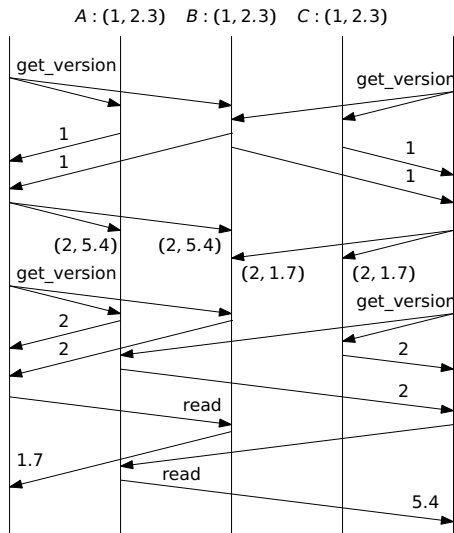 A : (1, 2.3) B : (1, 2.3) C : (1, 2.3)
get_version
get_version
1
1
1
1
(2, 5.4) (2, 5.4)
(2, 1.7) (2, 1.7)
get_version
get_version
2
2
2
2
read
1.7
read
5.4